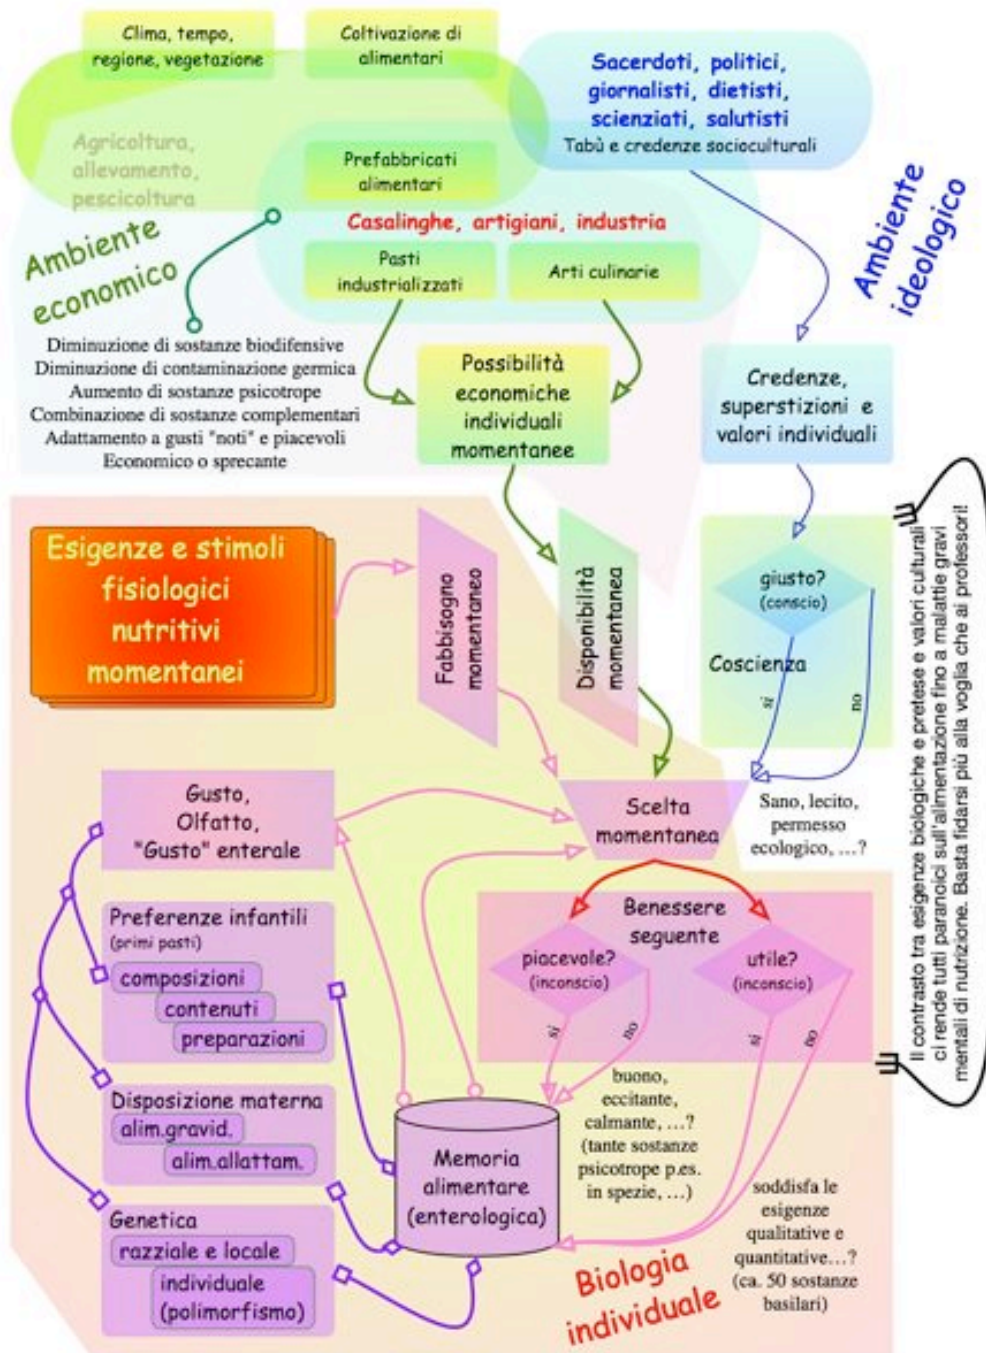 Clima, tempo,
regione, vegetazione
Coltivazione di
alimentari
Sacerdoti, politici,
giornalisti, dietisti,
scienziati, salutisti
Tabù e credenze socioculturali
Agricoltura,
allevamento,
pescicoltura
Prefabbricati
alimentari
Casalinghe, artigiani, industria
Pasti
industrializzati
Arti culinarie
Ambiente
economico
Ambiente
ideologico
Diminuzione di sostanze biodifensive
Diminuzione di contaminazione germica
Aumento di sostanze psicotrope
Combinazione di sostanze complementari
Adattamento a gusti "noti" e piacevoli
Economico o sprecante
Possibilità
economiche
individuali
momentanee
Credenze,
superstizioni e
valori individuali
Esigenze e stimoli
fisiologici
nutritivi
momentanei
Fabbisogno
momentaneo
Disponibilità
momentanea
giusto?
(conscio)
Coscienza
si
no
Il contrasto tra esigenze biologiche e pretese e valori culturali
ci rende tutti paranoici sull'alimentazione fino a malattie gravi
mentali di nutrizione. Basta fidarsi più alla voglia che ai professori!
Gusto,
Olfatto,
"Gusto" enterale
Scelta
momentanea
Sano, lecito,
permesso
ecologico, ...?
Preferenze infantili
(primi pasti)
composizioni
contenuti
preparazioni
Benessere
seguente
piacevole?
(inconscio)
utile?
(inconscio)
si
no
si
no
Disposizione materna
alim.gravid.
alim.allattam.
Memoria
alimentare
(enterologica)
buono,
eccitante,
calmante, ...?
(tante sostanze
psicotrope p.es.
in spezie, ...)
soddisfa le
esigenze
qualitative e
quantitative...?
(ca. 50 sostanze
basilari)
Genetica
razziale e locale
individuale
(polimorfismo)
Biologia
individuale